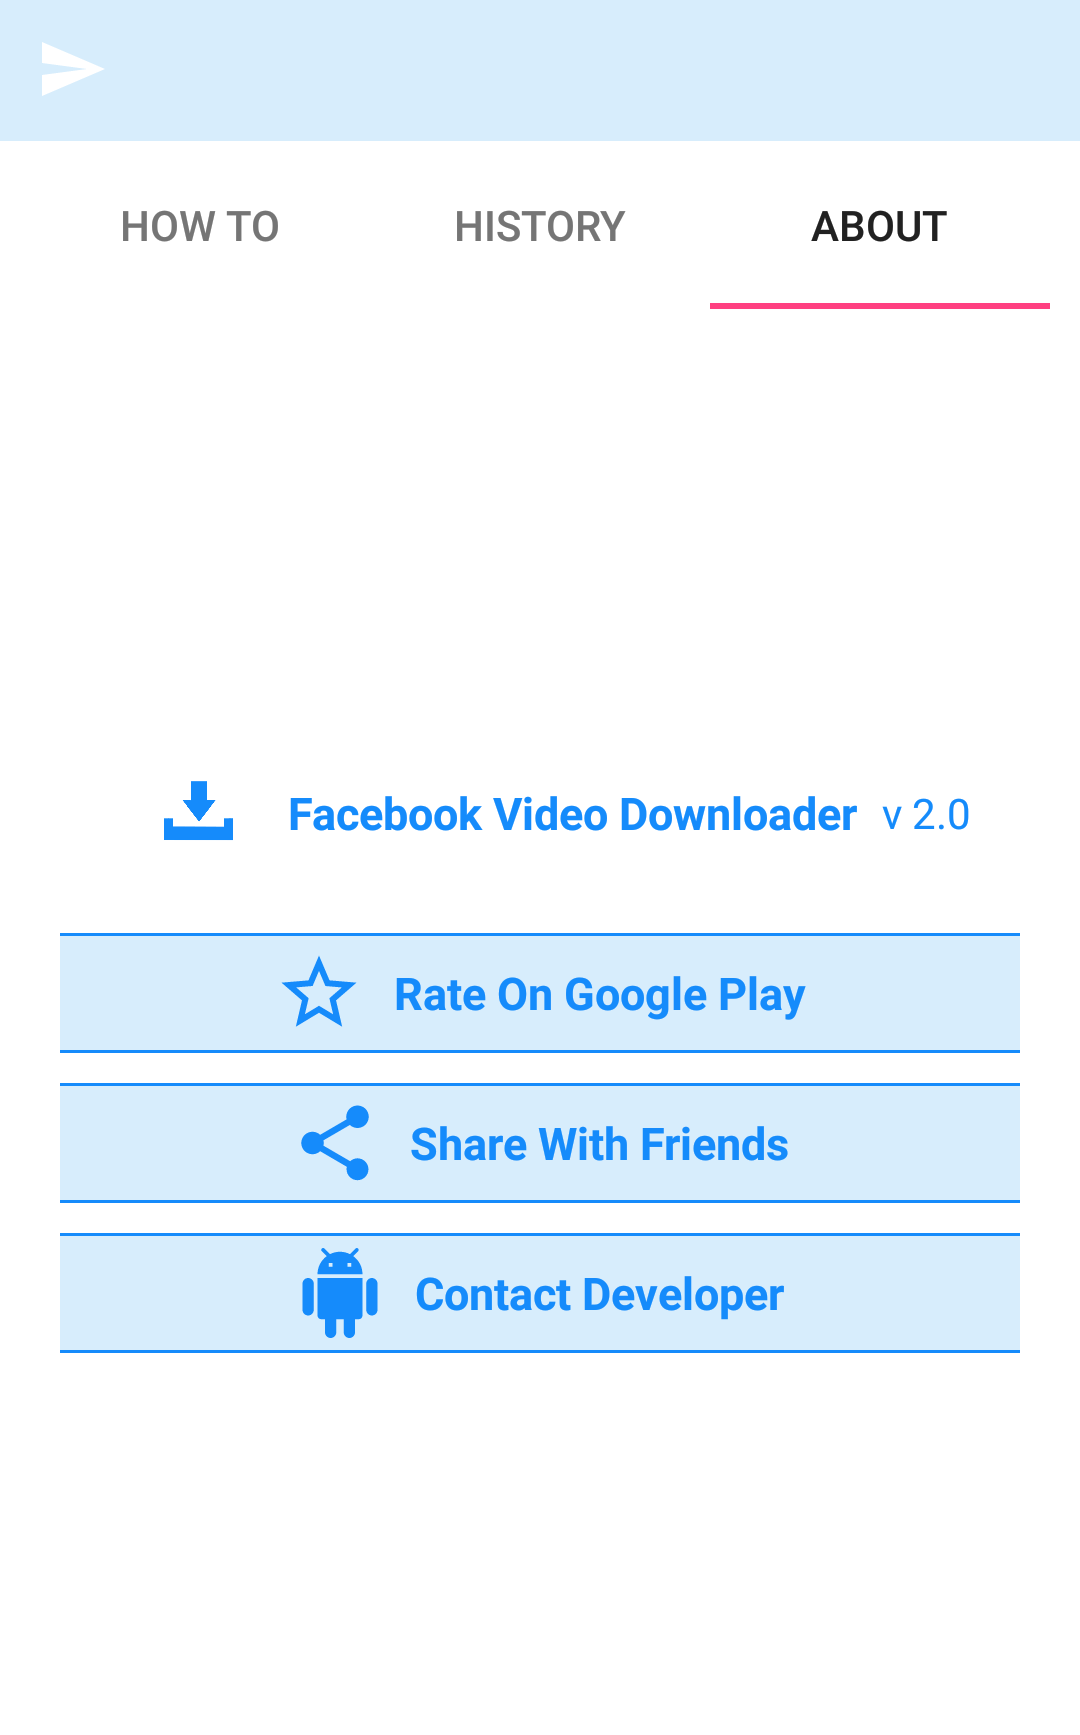 HOW TO HISTORY ABOUT
Facebook Video Downloader v 2.0
Rate On Google Play
Share With Friends
Contact Developer